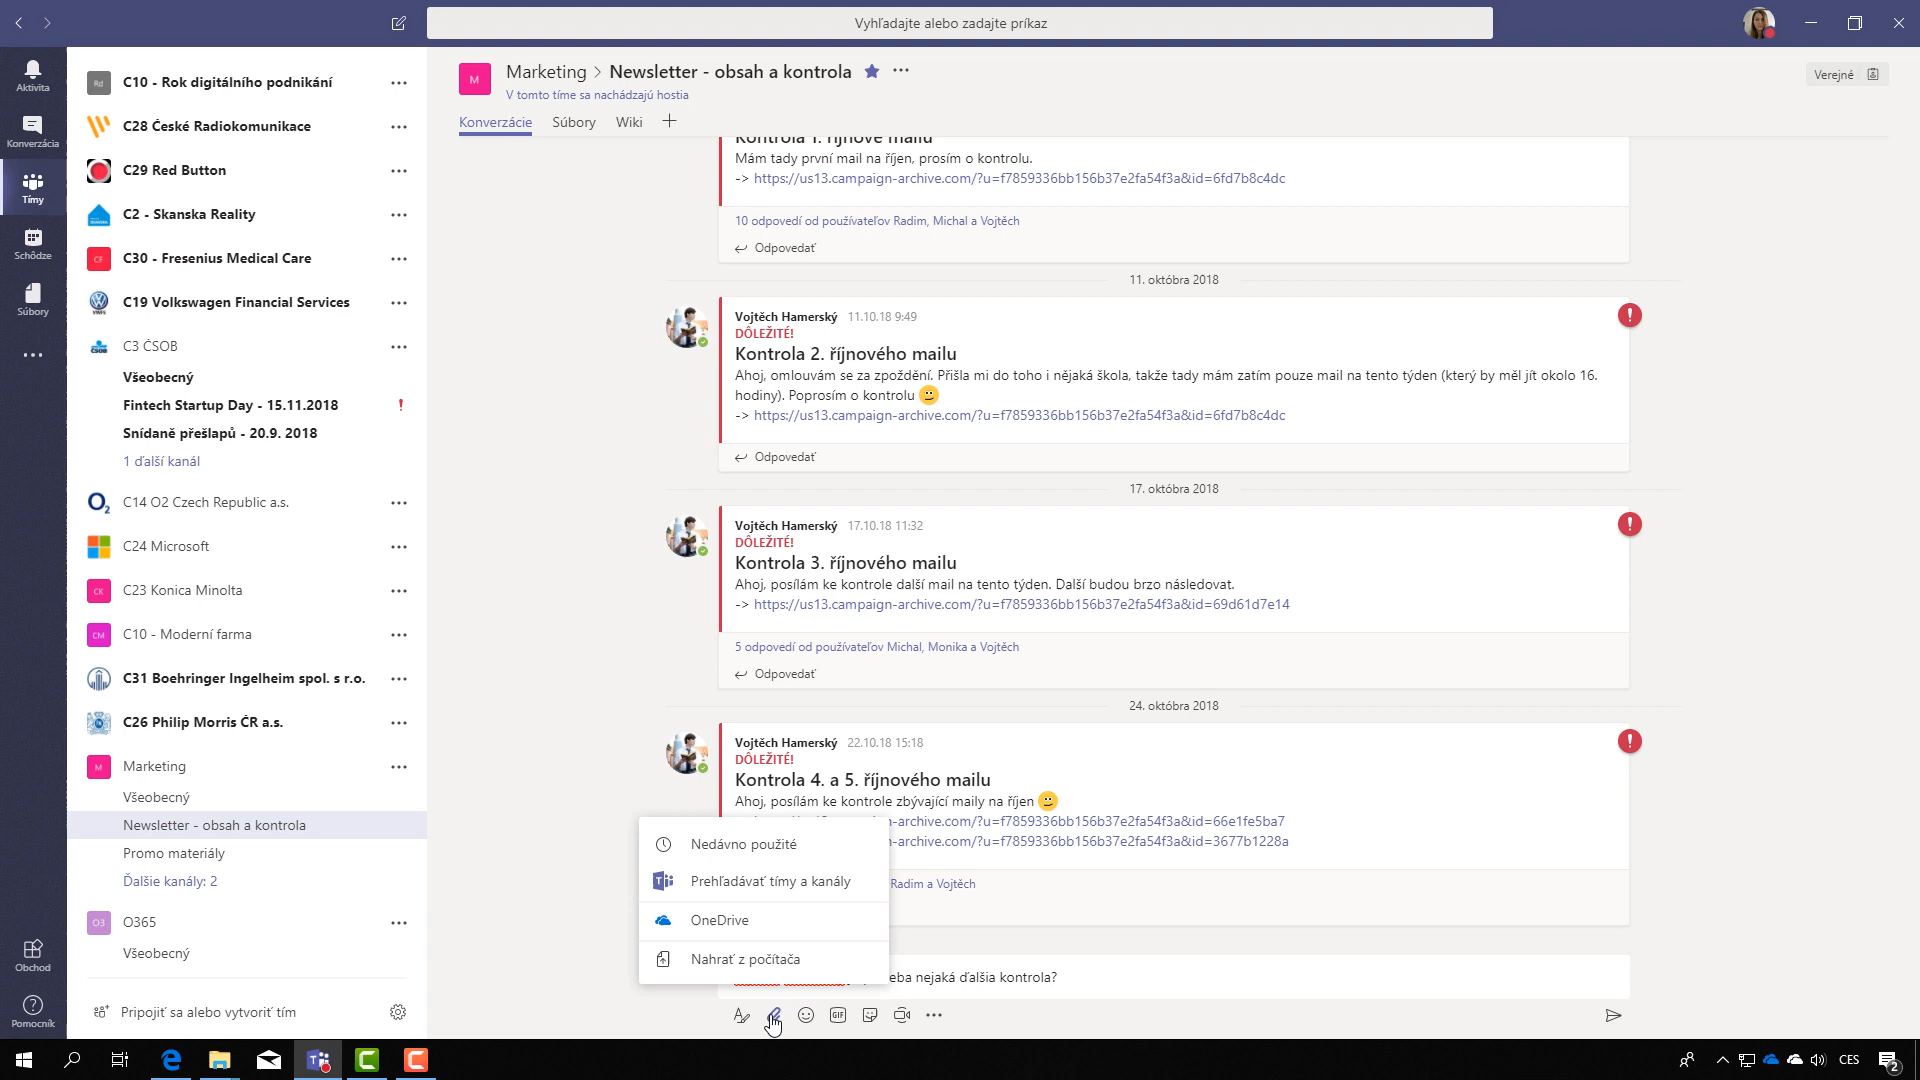 Vyhľadajte alebo zadajte príkaz
Aktivita
Konverzácia
Tímy
Schôdze
Súbory
Obchod
Pomocník
Rd C10 - Rok digitálního podnikání
C28 České Radiokomunikace
C29 Red Button
C2 - Skanska Reality
CF C30 - Fresenius Medical Care
C19 Volkswagen Financial Services
ČSOB C3 ČSOB
Všeobecný
Fintech Startup Day - 15.11.2018
Snídaně přešlapů - 20.9. 2018
1 ďalší kanál
O2 C14 O2 Czech Republic a.s.
C24 Microsoft
CK C23 Konica Minolta
CM C10 - Moderní farma
C31 Boehringer Ingelheim spol. s r.o.
C26 Philip Morris ČR a.s.
M Marketing
Všeobecný
Newsletter - obsah a kontrola
Promo materiály
Ďalšie kanály: 2
O3 O365
Všeobecný
Pripojiť sa alebo vytvoriť tím
M Marketing > Newsletter - obsah a kontrola
V tomto tíme sa nachádzajú hostia
Verejné
Konverzácie Súbory Wiki
Kontrola 1. říjnové mailu
Mám tady první mail na říjen, prosím o kontrolu.
-> https://us13.campaign-archive.com/?u=f7859336bb156b37e2fa54f3a&id=6fd7b8c4dc
10 odpovedí od používateľov Radim, Michal a Vojtěch
Odpovedať
11. októbra 2018
Vojtěch Hamerský 11.10.18 9:49
DÔLEŽITÉ!
Kontrola 2. říjnového mailu
Ahoj, omlouvám se za zpoždění. Přišla mi do toho i nějaká škola, takže tady mám zatím pouze mail na tento týden (který by měl jít okolo 16.
hodiny). Poprosím o kontrolu
-> https://us13.campaign-archive.com/?u=f7859336bb156b37e2fa54f3a&id=6fd7b8c4dc
Odpovedať
17. októbra 2018
Vojtěch Hamerský 17.10.18 11:32
DÔLEŽITÉ!
Kontrola 3. říjnového mailu
Ahoj, posílám ke kontrole další mail na tento týden. Další budou brzo následovat.
-> https://us13.campaign-archive.com/?u=f7859336bb156b37e2fa54f3a&id=69d61d7e14
5 odpovedí od používateľov Michal, Monika a Vojtěch
Odpovedať
24. októbra 2018
Vojtěch Hamerský 22.10.18 15:18
DÔLEŽITÉ!
Kontrola 4. a 5. říjnového mailu
Ahoj, posílám ke kontrole zbývající maily na říjen
-archive.com/?u=f7859336bb156b37e2fa54f3a&id=66e1fe5ba7
-archive.com/?u=f7859336bb156b37e2fa54f3a&id=3677b1228a
Radim a Vojtěch
Nedávno použité
Prehľadávať tímy a kanály
OneDrive
Nahrať z počítača
nejaká ďalšia kontrola?
GIF
CES
2